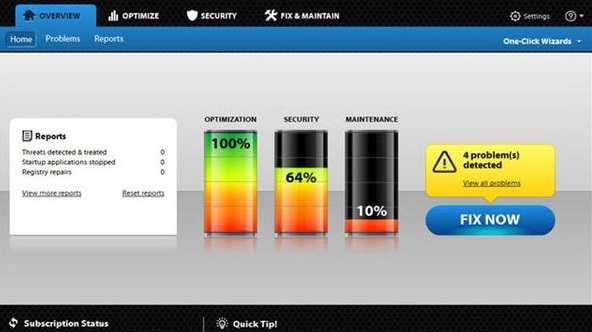 OVERVIEW
OPTIMIZE
SECURITY
FIX & MAINTAIN
Settings
?
Home
Problems
Reports
One-Click Wizards
OPTIMIZATION
SECURITY
MAINTENANCE
Reports
Threats detected & treated 0
Startup applications stopped 0
Registry repairs 0
View more reports
Reset reports
100%
64%
10%
4 problem(s)
detected
View all problems
FIX NOW
Subscription Status
Quick Tip!